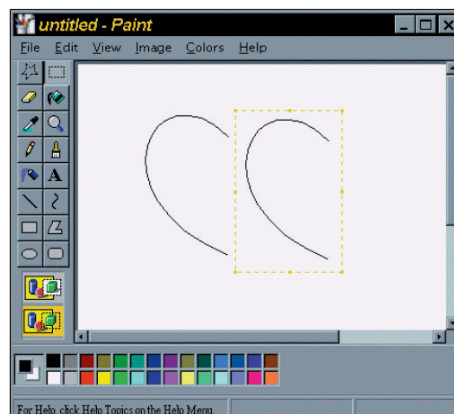 untitled - Paint
File Edit View Image Colors Help
A
For Help, click Help Topics on the Help Menu.